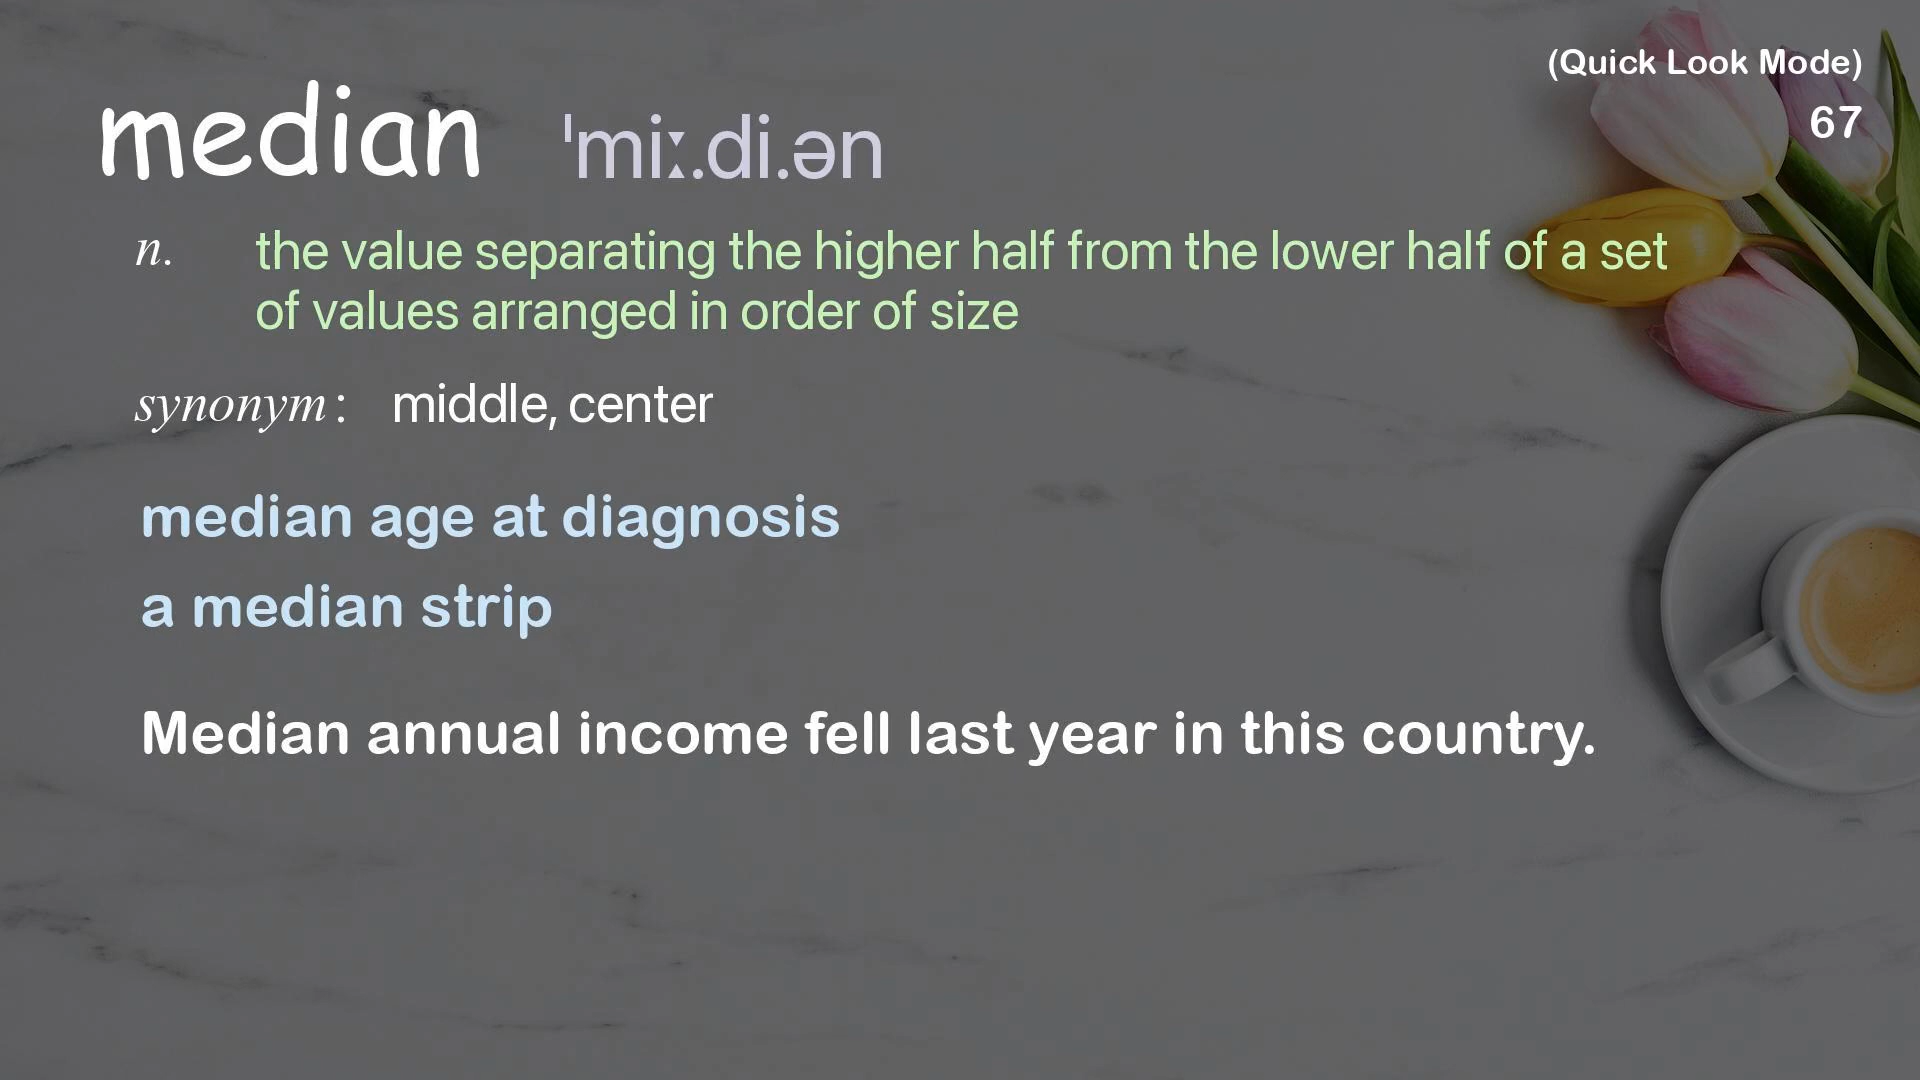 (Quick Look Mode)
67
median ˈmiː.di.ən
n. the value separating the higher half from the lower half of a set
of values arranged in order of size
synonym: middle, center
median age at diagnosis
a median strip
Median annual income fell last year in this country.